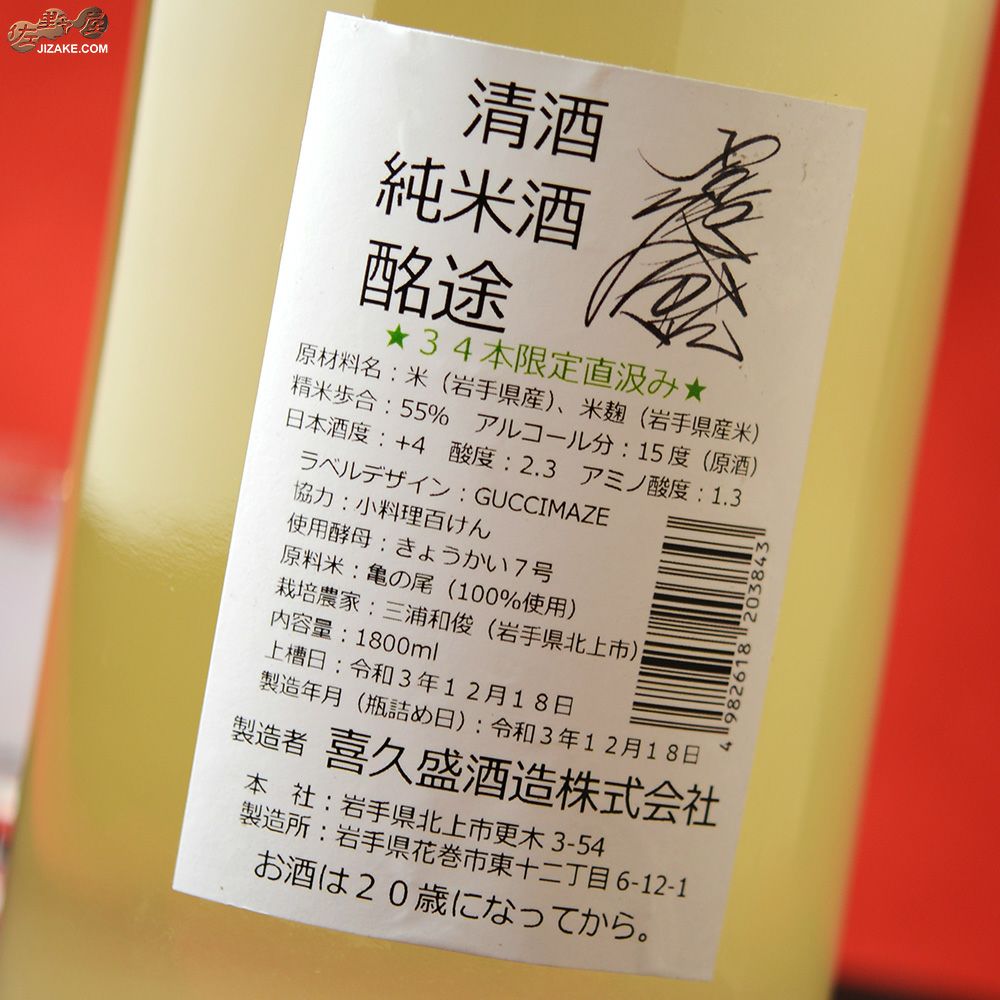 佐野屋
JIZAKE.COM
清酒
純米酒
酩途
★34本限定直汲み★
原材料名：米（岩手県産）、米麹（岩手県産米）
精米歩合：55%　アルコール分：15度（原酒）
日本酒度：+4　酸度：2.3　アミノ酸度：1.3
ラベルデザイン：GUCCIMAZE
協力：小料理百けん
使用酵母：きょうかい7号
原料米：亀の尾（100%使用）
栽培農家：三浦和俊（岩手県北上市）
内容量：1800ml
上槽日：令和3年12月18日
製造年月（瓶詰め日）：令和3年12月18日
4982618203843
製造者 喜久盛酒造株式会社
本　社：岩手県北上市更木3-54
製造所：岩手県花巻市東十二丁目6-12-1
お酒は20歳になってから。